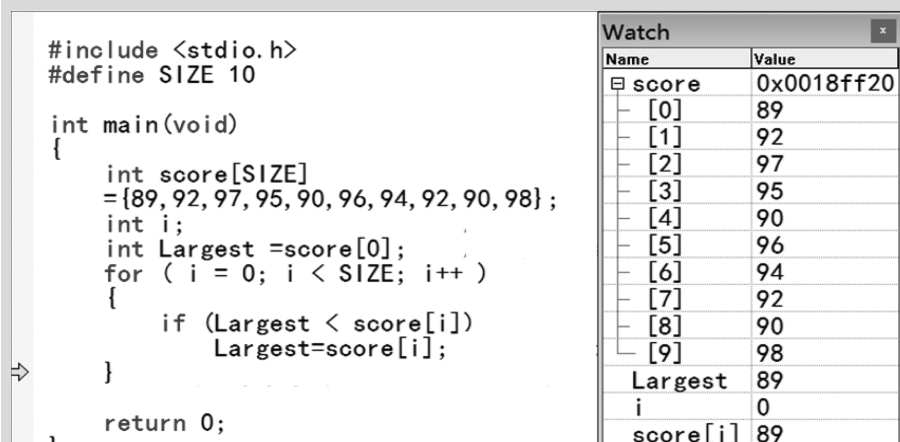 #include <stdio.h>
#define SIZE 10
int main(void)
{
int score[SIZE]
={89,92,97,95,90,96,94,92,90,98};
int i;
int Largest =score[0];
for ( i = 0; i < SIZE; i++ )
{
if (Largest < score[i])
Largest=score[i];
}
return 0;
Watch
Name Value
score 0x0018ff20
[0] 89
[1] 92
[2] 97
[3] 95
[4] 90
[5] 96
[6] 94
[7] 92
[8] 90
[9] 98
Largest 89
i 0
score[i] 89